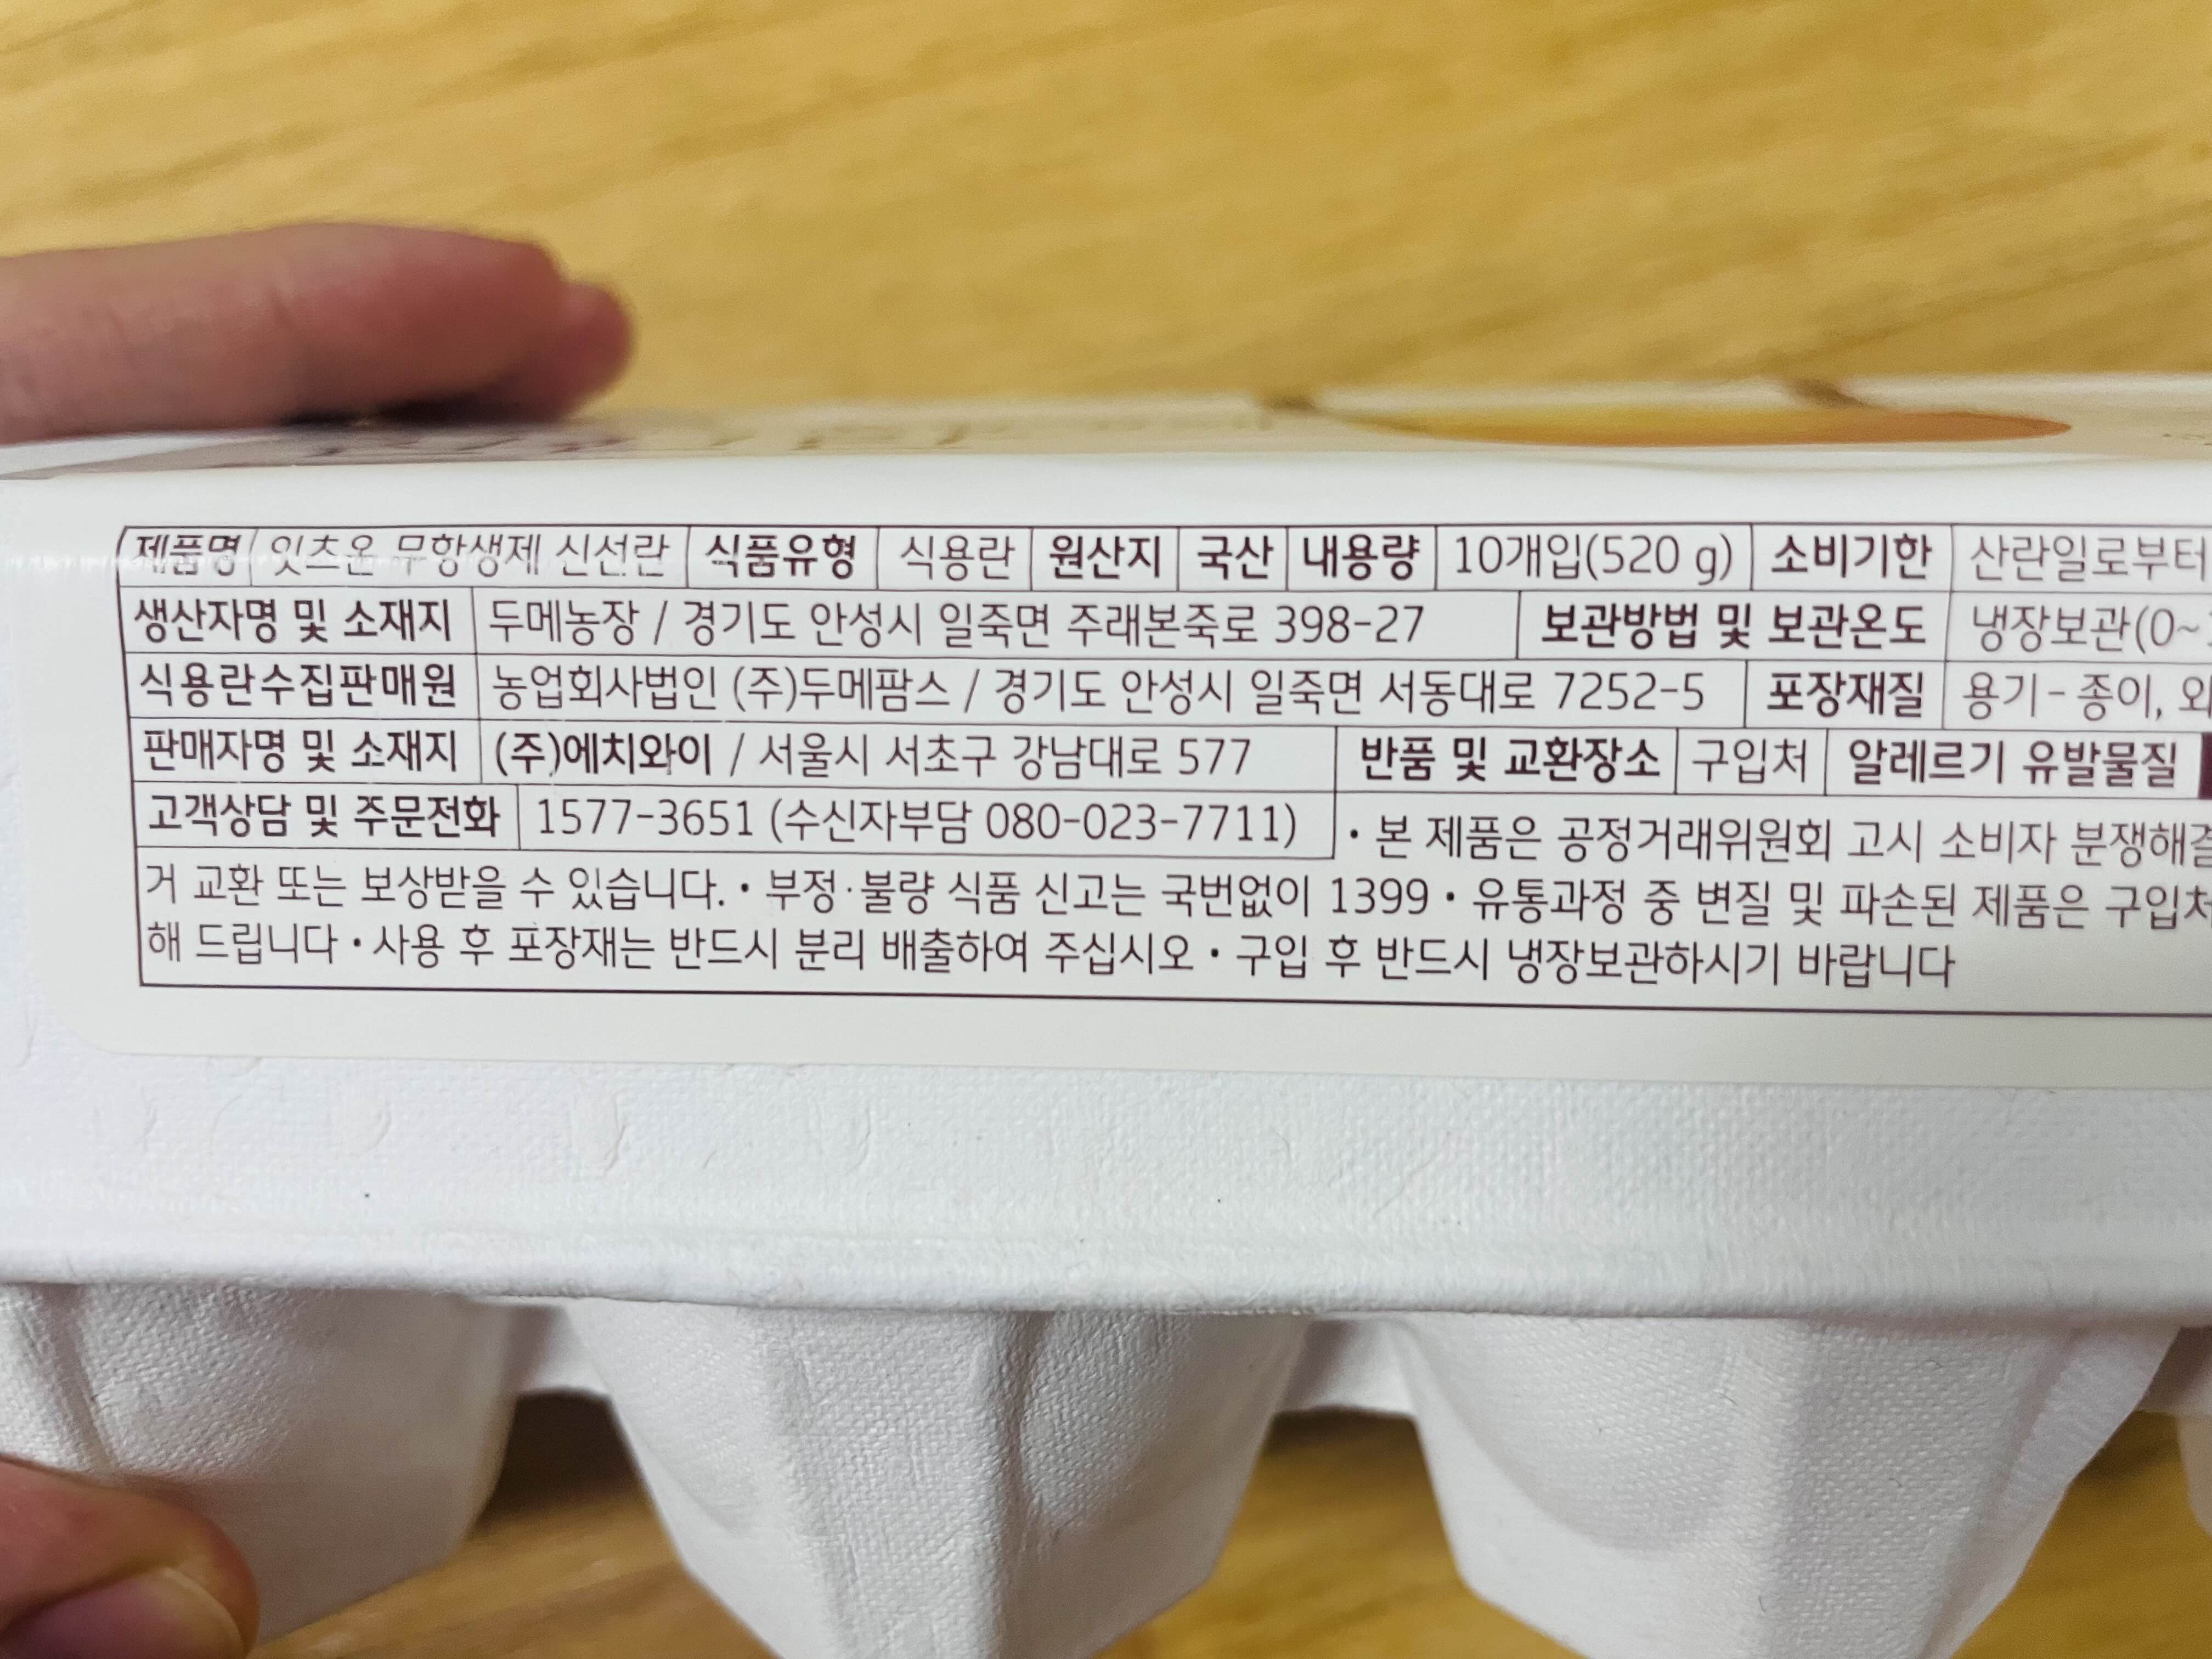 제품명 잇츠온 무항생제 신선란 식품유형 식용란 원산지 국산 내용량 10개입(520 g) 소비기한 산란일로부터
생산자명 및 소재지 두메농장 / 경기도 안성시 일죽면 주래본죽로 398-27 보관방법 및 보관온도 냉장보관(0~
식용란수집판매원 농업회사법인 (주)두메팜스 / 경기도 안성시 일죽면 서동대로 7252-5 포장재질 용기- 종이,
판매자명 및 소재지 (주)에치와이 / 서울시 서초구 강남대로 577 반품 및 교환장소 구입처 알레르기 유발물질
고객상담 및 주문전화 1577-3651 (수신자부담 080-023-7711) • 본 제품은 공정거래위원회 고시 소비자 분쟁해결
거 교환 또는 보상받을 수 있습니다. • 부정·불량 식품 신고는 국번없이 1399 • 유통과정 중 변질 및 파손된 제품은 구입처
해 드립니다 • 사용 후 포장재는 반드시 분리 배출하여 주십시오 • 구입 후 반드시 냉장보관하시기 바랍니다